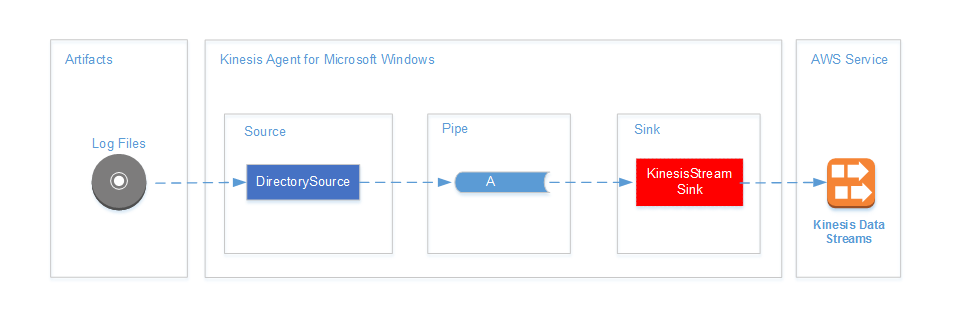 Artifacts
Kinesis Agent for Microsoft Windows
AWS Service
Source
Pipe
Sink
Log Files
DirectorySource
A
KinesisStream
Sink
Kinesis Data
Streams